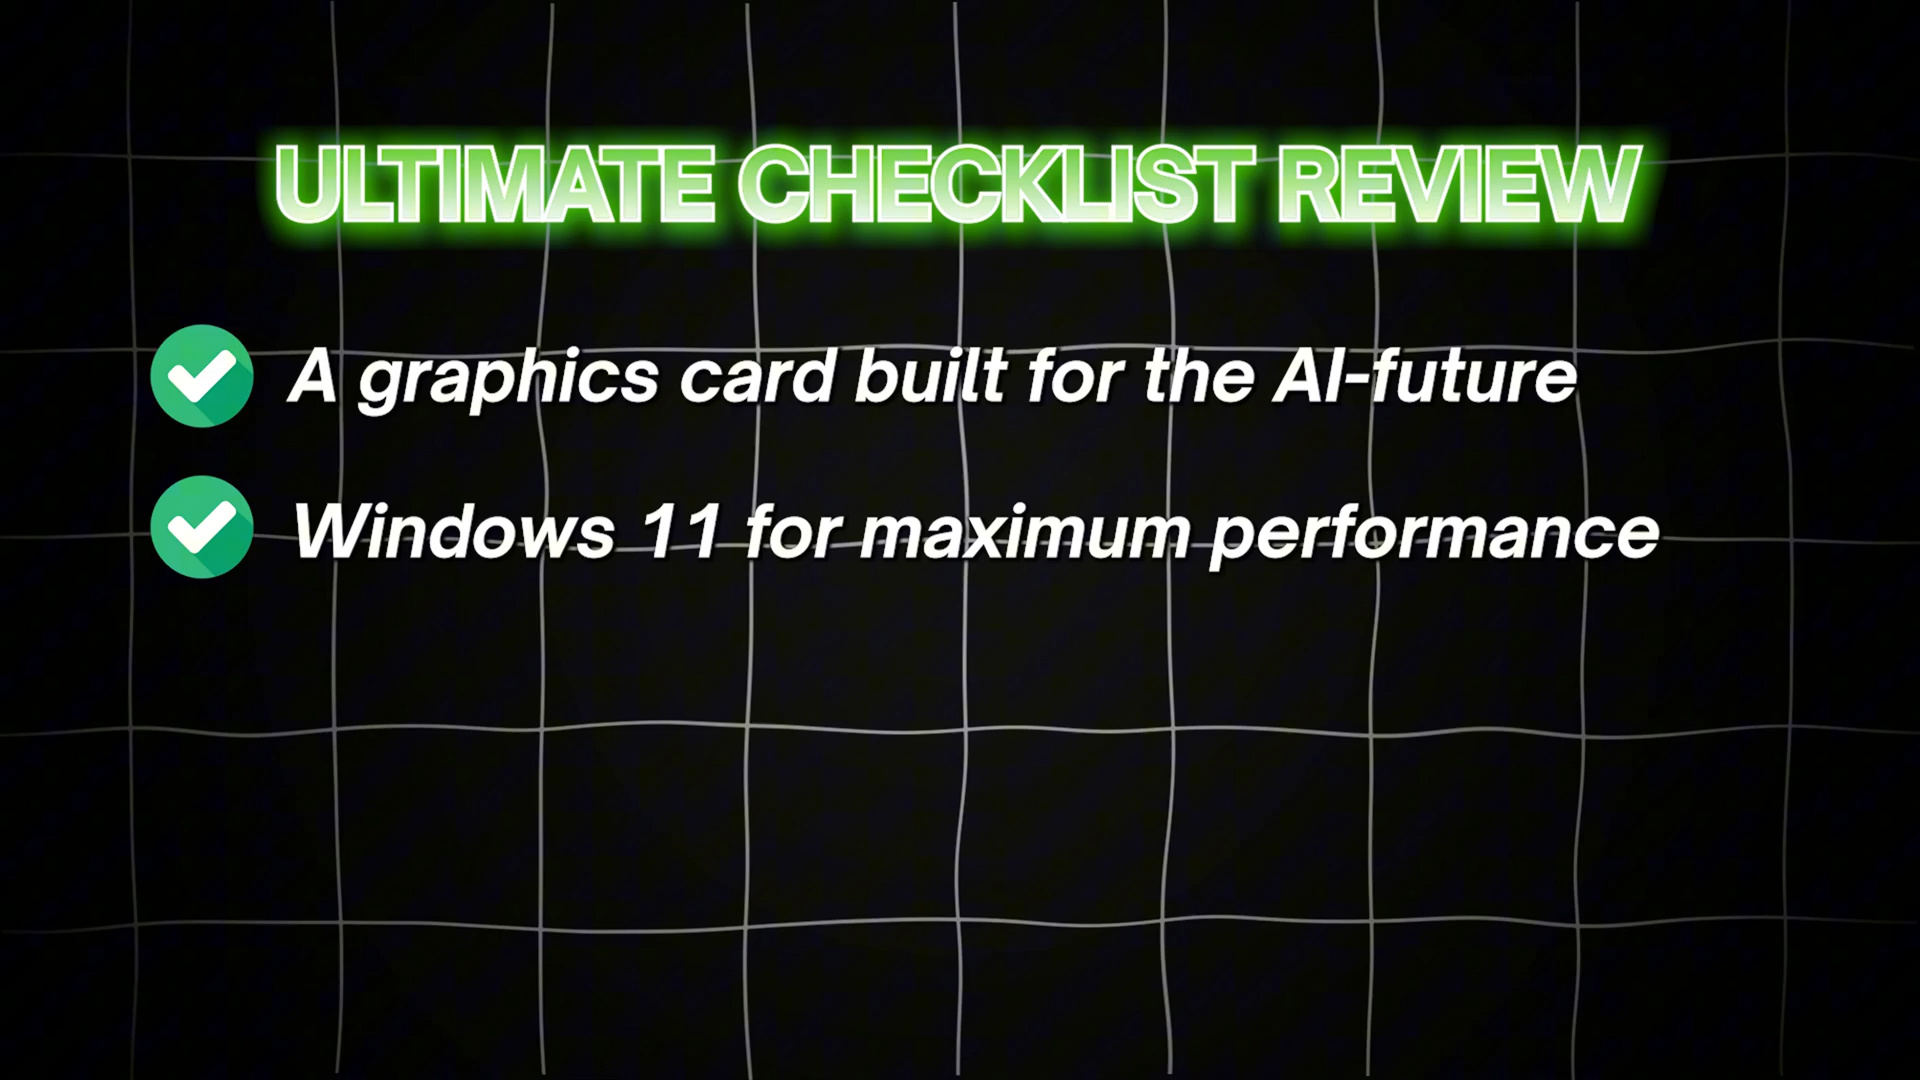 ULTIMATE CHECKLIST REVIEW
A graphics card built for the AI-future
Windows 11 for maximum performance